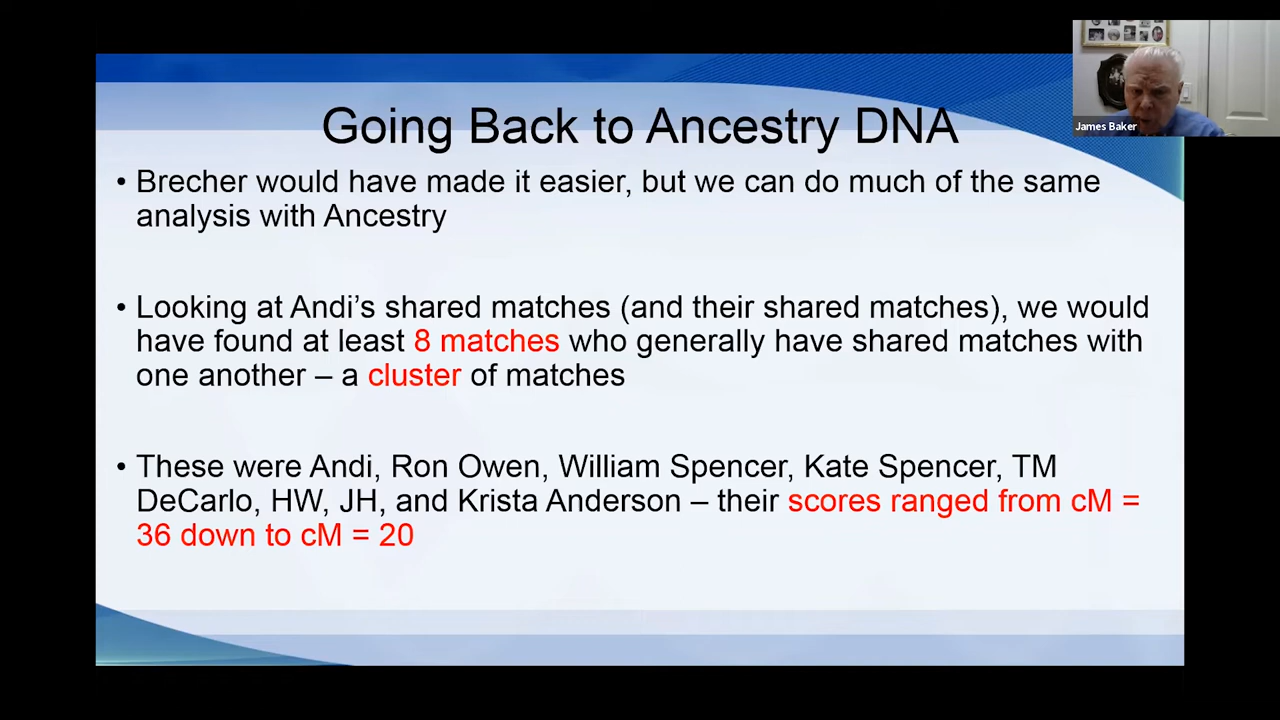 Going Back to Ancestry DNA
James Baker
• Brecher would have made it easier, but we can do much of the same
analysis with Ancestry
• Looking at Andi’s shared matches (and their shared matches), we would
have found at least 8 matches who generally have shared matches with
one another – a cluster of matches
• These were Andi, Ron Owen, William Spencer, Kate Spencer, TM
DeCarlo, HW, JH, and Krista Anderson – their scores ranged from cM =
36 down to cM = 20